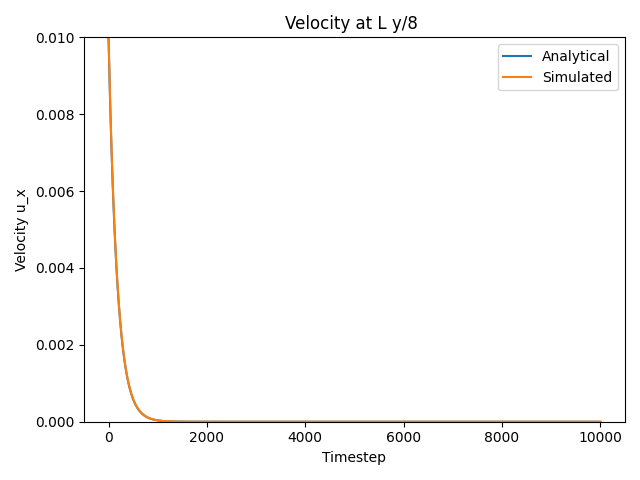 Velocity at L y/8
Analytical
Simulated
0.010
0.008
0.006
0.004
0.002
0.000
Velocity u_x
0 2000 4000 6000 8000 10000
Timestep